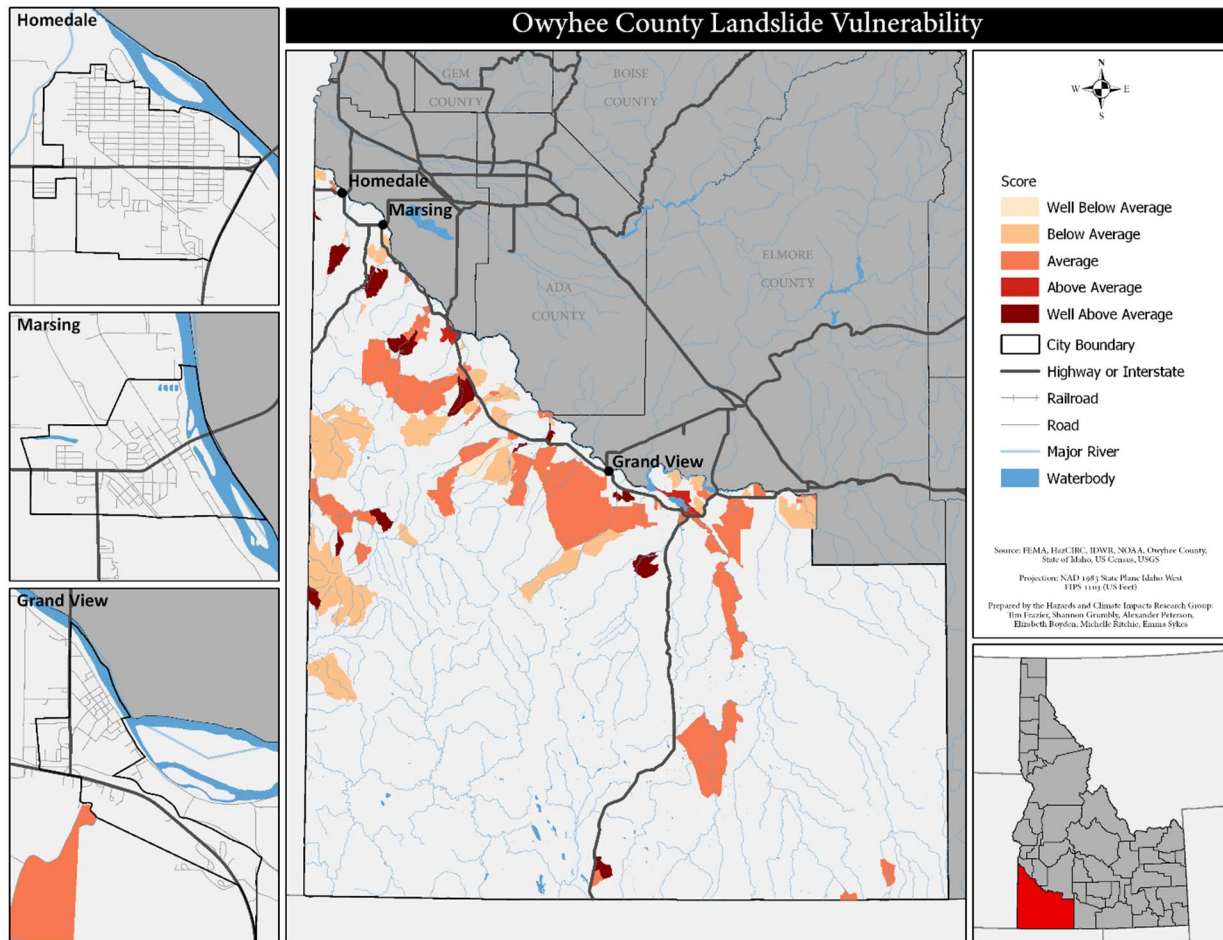 Owyhee County Landslide Vulnerability
Homedale
Marsing
Grand View
GEM
COUNTY
BOISE
COUNTY
Homedale
Marsing
ELMORE
COUNTY
ADA
COUNTY
Grand View
N
W
E
S
Score
Well Below Average
Below Average
Average
Above Average
Well Above Average
City Boundary
Highway or Interstate
Railroad
Road
Major River
Waterbody
Source: FEMA, HazCIRC, IDWR, NOAA, Owyhee County,
State of Idaho, US Census, USGS
Projection: NAD 1983 State Plane Idaho West
FIPS 1103 (US Feet)
Prepared by the Hazards and Climate Impacts Research Group:
Tim Frazier, Shannon Grumbly, Alexander Peterson,
Elizabeth Boyden, Michelle Ritchie, Emma Sykes